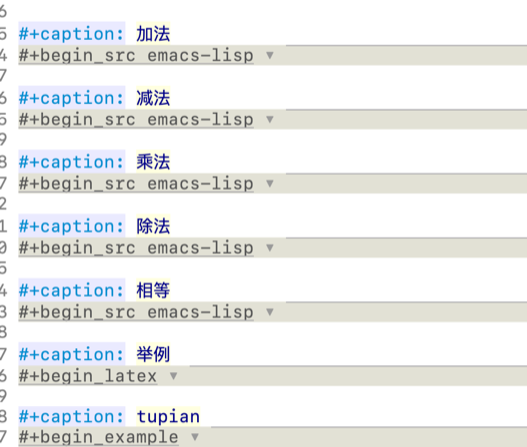 6
5 #+caption: 加法
4 #+begin_src emacs-lisp ▼
7
6 #+caption: 减法
5 #+begin_src emacs-lisp ▼
9
8 #+caption: 乘法
7 #+begin_src emacs-lisp ▼
2
1 #+caption: 除法
0 #+begin_src emacs-lisp ▼
5
4 #+caption: 相等
3 #+begin_src emacs-lisp ▼
8
7 #+caption: 举例
6 #+begin_latex ▼
9
8 #+caption: tupian
7 #+begin_example ▼